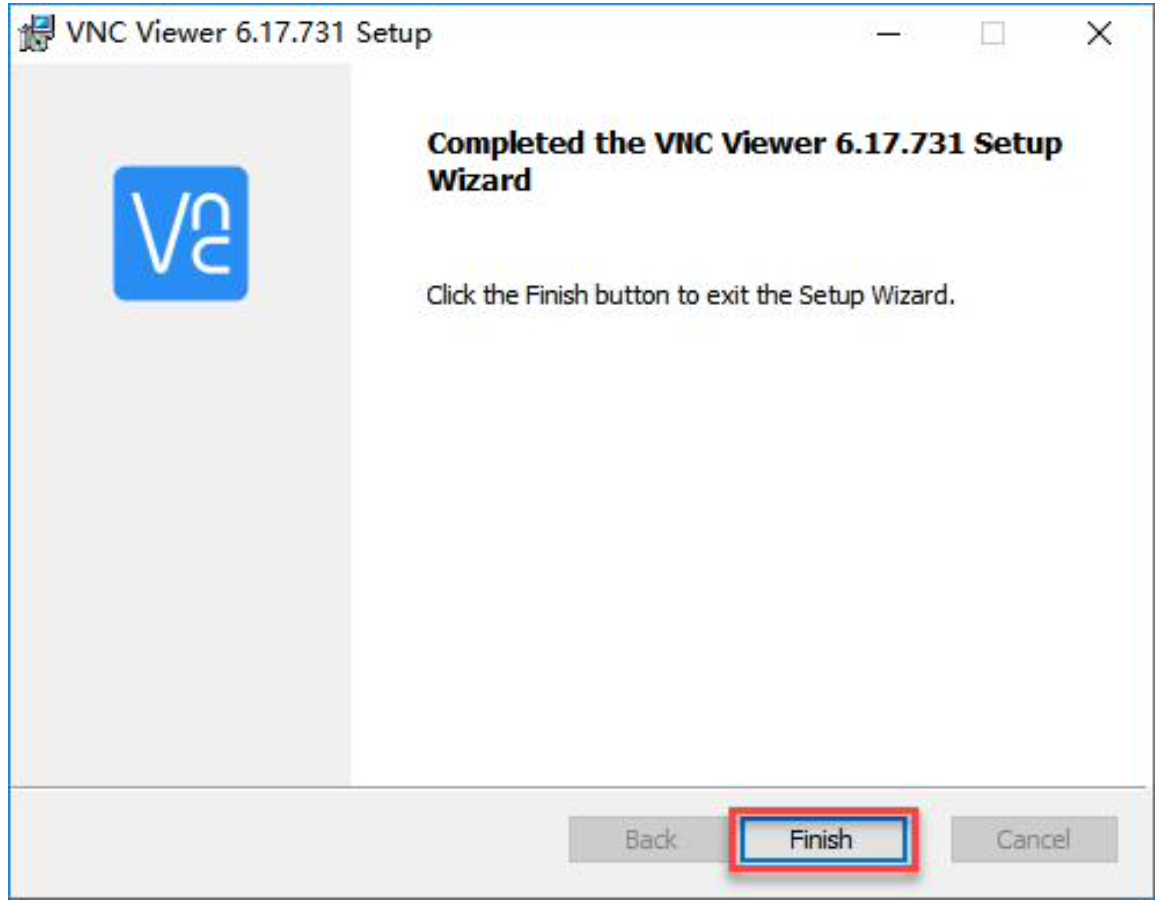 VNC Viewer 6.17.731 Setup
Completed the VNC Viewer 6.17.731 Setup
Wizard
VNC
Click the Finish button to exit the Setup Wizard.
Back Finish Cancel